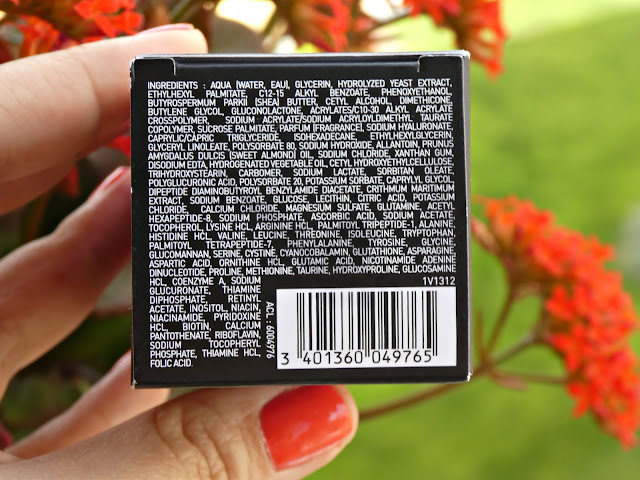 INGREDIENTS : AQUA (WATER, EAU), GLYCERIN, HYDROLYZED YEAST EXTRACT,
ETHYLHEXYL PALMITATE, C12-15 ALKYL BENZOATE, PHENOXYETHANOL,
BUTYROSPERMUM PARKII (SHEA) BUTTER, CETYL ALCOHOL, DIMETHICONE,
BUTYLENE GLYCOL, GLUCONOLACTONE, ACRYLATES/C10-30 ALKYL ACRYLATE
CROSSPOLYMER, SODIUM ACRYLATE/SODIUM ACRYLOYLDIMETHYL TAURATE
COPOLYMER, SUCROSE PALMITATE, PARFUM (FRAGRANCE), SODIUM HYALURONATE,
CAPRYLIC/CAPRIC TRIGLYCERIDE, ISOHEXADECANE, ETHYLHEXYLGLYCERIN,
GLYCERYL LINOLEATE, POLYSORBATE 80, SODIUM HYDROXIDE, ALLANTOIN, PRUNUS
AMYGDALUS DULCIS (SWEET ALMOND) OIL, SODIUM CHLORIDE, XANTHAN GUM,
DISODIUM EDTA, HYDROGENATED VEGETABLE OIL, CETYL HYDROXYETHYLCELLULOSE,
TRIHYDROXYSTEARIN, CARBOMER, SODIUM LACTATE, SORBITAN OLEATE,
POLYGLUCURONIC ACID, POLYSORBATE 20, POTASSIUM SORBATE, CAPRYLYL GLYCOL,
DIPEPTIDE DIAMINOBUTYROYL BENZYLAMIDE DIACETATE, CRITHMUM MARITIMUM
EXTRACT, SODIUM BENZOATE, GLUCOSE, LECITHIN, CITRIC ACID, POTASSIUM
CHLORIDE, CALCIUM CHLORIDE, MAGNESIUM SULFATE, GLUTAMINE, ACETYL
HEXAPEPTIDE-8, SODIUM PHOSPHATE, ASCORBIC ACID, SODIUM ACETATE,
TOCOPHEROL, LYSINE HCL, ARGININE HCL, PALMITOYL TRIPEPTIDE-1, ALANINE,
HISTIDINE HCL, VALINE, LEUCINE, THREONINE, ISOLEUCINE, TRYPTOPHAN,
PALMITOYL TETRAPEPTIDE-7, PHENYLALANINE, TYROSINE, GLYCINE,
GLUCOMANNAN, SERINE, CYSTINE, CYANOCOBALAMIN, GLUTATHIONE, ASPARAGINE,
ASPARTIC ACID, ORNITHINE HCL, GLUTAMIC ACID, NICOTINAMIDE ADENINE
DINUCLEOTIDE, PROLINE, METHIONINE, TAURINE, HYDROXYPROLINE, GLUCOSAMINE
HCL, COENZYME A, SODIUM
GLUCURONATE, THIAMINE
DIPHOSPHATE, RETINYL
ACETATE, INOSITOL, NIACIN,
NIACINAMIDE, PYRIDOXINE
HCL, BIOTIN, CALCIUM
PANTOTHENATE, RIBOFLAVIN,
SODIUM TOCOPHERYL
PHOSPHATE, THIAMINE HCL,
FOLIC ACID.
1V1312
ACL : 6004976
3 401360 049765